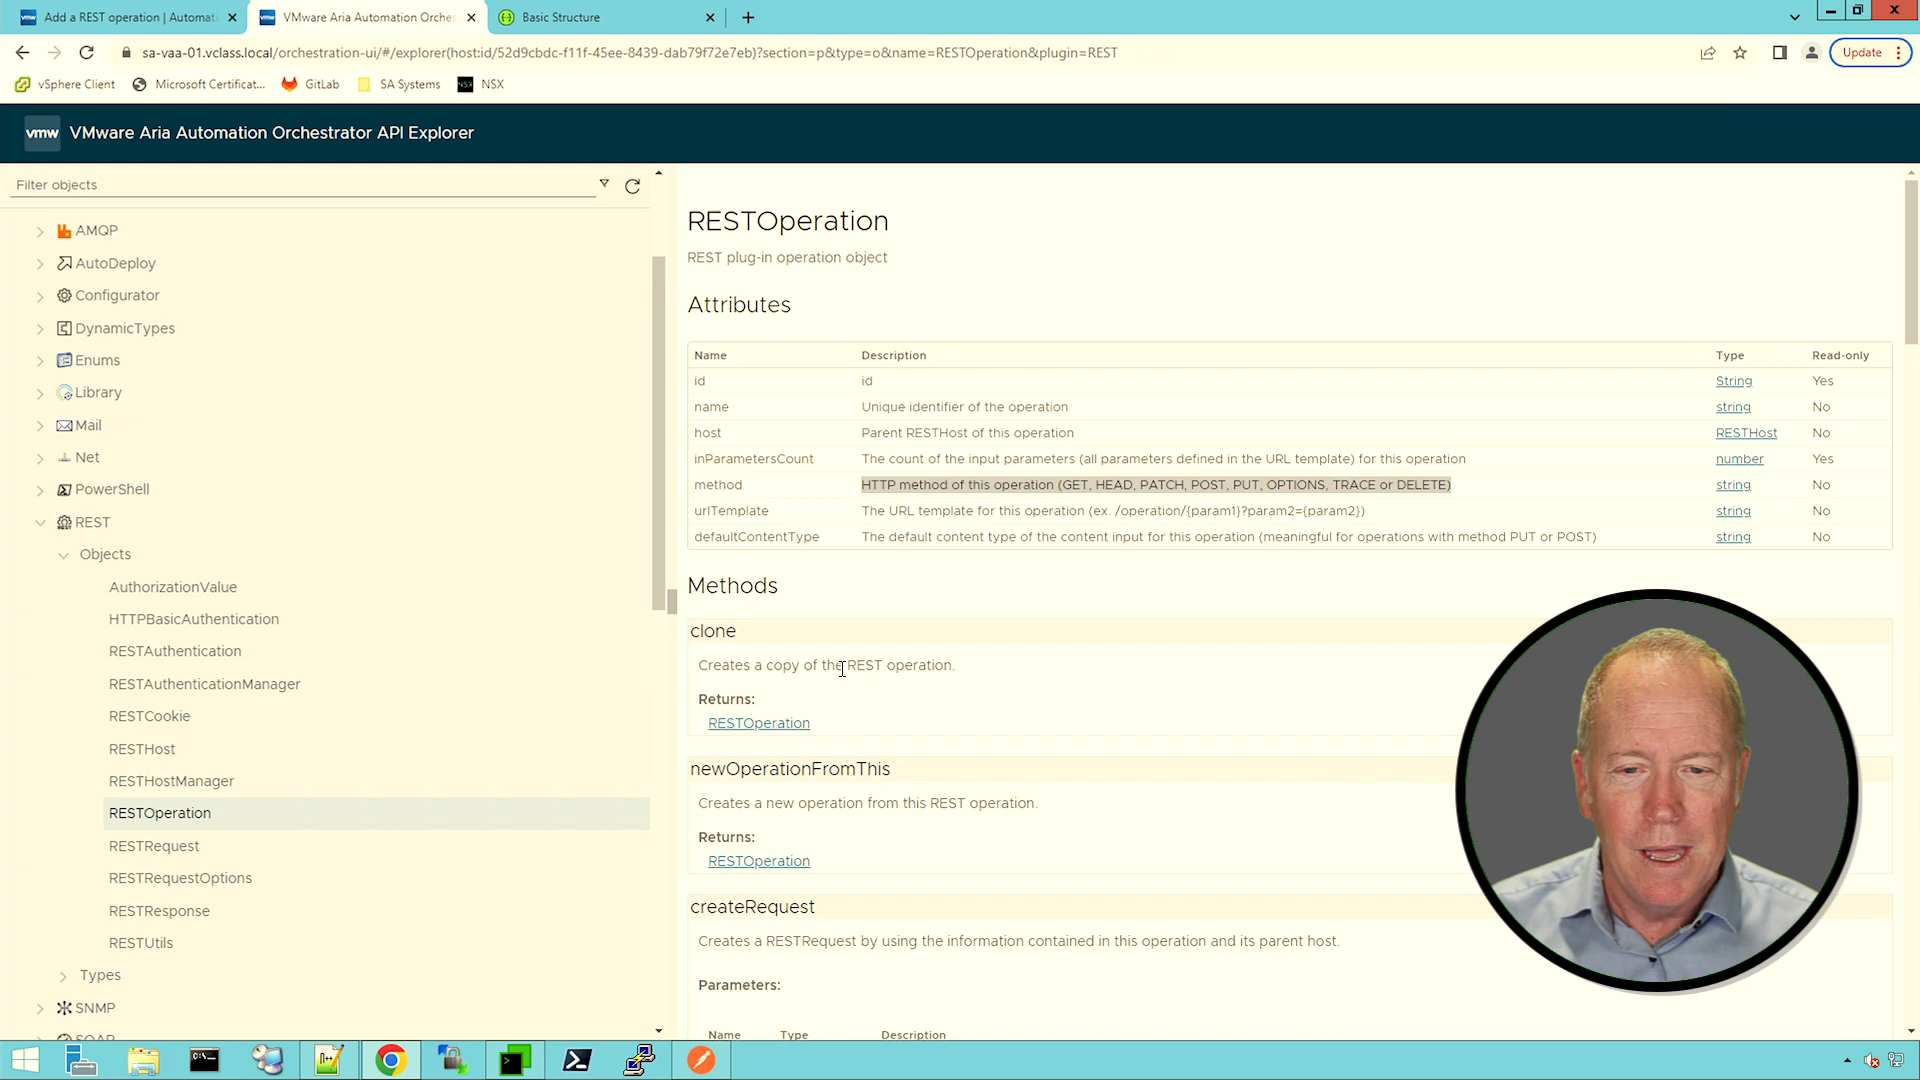 Add a REST operation | Automati
VMware Aria Automation Orches
Basic Structure
sa-vaa-01.vclass.local/orchestration-ui/#/explorer(host:id/52d9cbdc-f11f-45ee-8439-dab79f72e7eb)?section=p&type=o&name=RESTOperation&plugin=REST
Update
vSphere Client
Microsoft Certificat...
GitLab
SA Systems
NSX
vmw VMware Aria Automation Orchestrator API Explorer
Filter objects
AMQP
AutoDeploy
Configurator
DynamicTypes
Enums
Library
Mail
Net
PowerShell
REST
Objects
AuthorizationValue
HTTPBasicAuthentication
RESTAuthentication
RESTAuthenticationManager
RESTCookie
RESTHost
RESTHostManager
RESTOperation
RESTRequest
RESTRequestOptions
RESTResponse
RESTUtils
Types
SNMP
SOAP
RESTOperation
REST plug-in operation object
Attributes
Name Description Type Read-only
id id String Yes
name Unique identifier of the operation string No
host Parent RESTHost of this operation RESTHost No
inParametersCount The count of the input parameters (all parameters defined in the URL template) for this operation number Yes
method HTTP method of this operation (GET, HEAD, PATCH, POST, PUT, OPTIONS, TRACE or DELETE) string No
urlTemplate The URL template for this operation (ex. /operation/{param1}?param2={param2}) string No
defaultContentType The default content type of the content input for this operation (meaningful for operations with method PUT or POST) string No
Methods
clone
Creates a copy of the REST operation.
Returns:
RESTOperation
newOperationFromThis
Creates a new operation from this REST operation.
Returns:
RESTOperation
createRequest
Creates a RESTRequest by using the information contained in this operation and its parent host.
Parameters:
Name Type Description